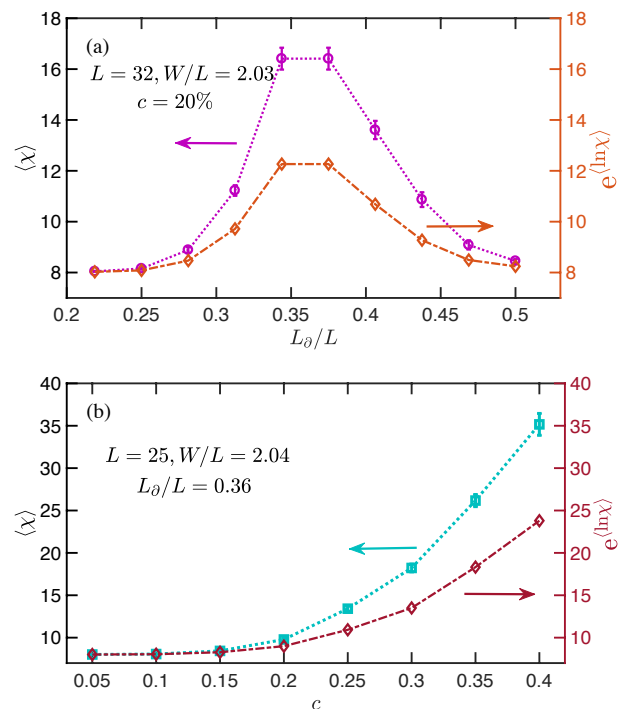 (a)
L = 32, W/L = 2.03
c = 20%
⟨χ⟩
18
16
14
12
10
8
e^⟨lnχ⟩
18
16
14
12
10
8
0.2 0.25 0.3 0.35 0.4 0.45 0.5
L∂/L
(b)
L = 25, W/L = 2.04
L∂/L = 0.36
⟨χ⟩
40
35
30
25
20
15
10
e^⟨lnχ⟩
40
35
30
25
20
15
10
0.05 0.1 0.15 0.2 0.25 0.3 0.35 0.4
c